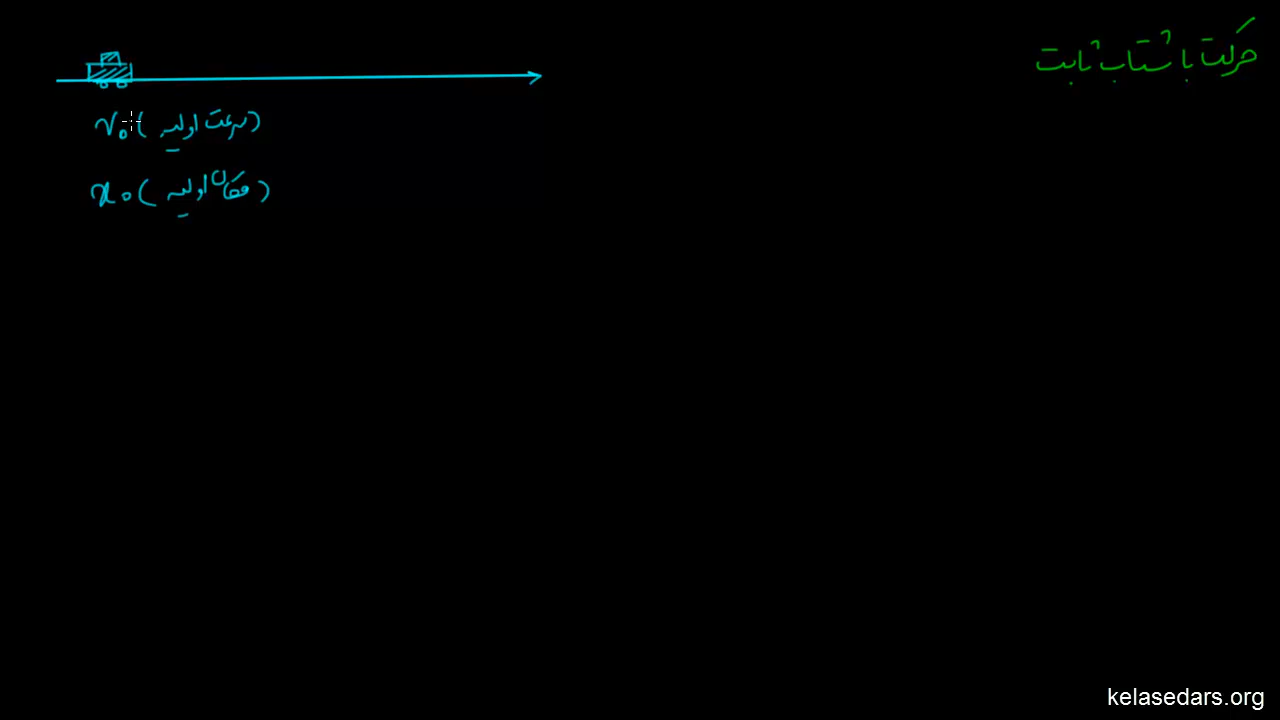 حرکت با شتاب ثابت
v₀ (سرعت اولیه)
x₀ (مکان اولیه)
kelasedars.org